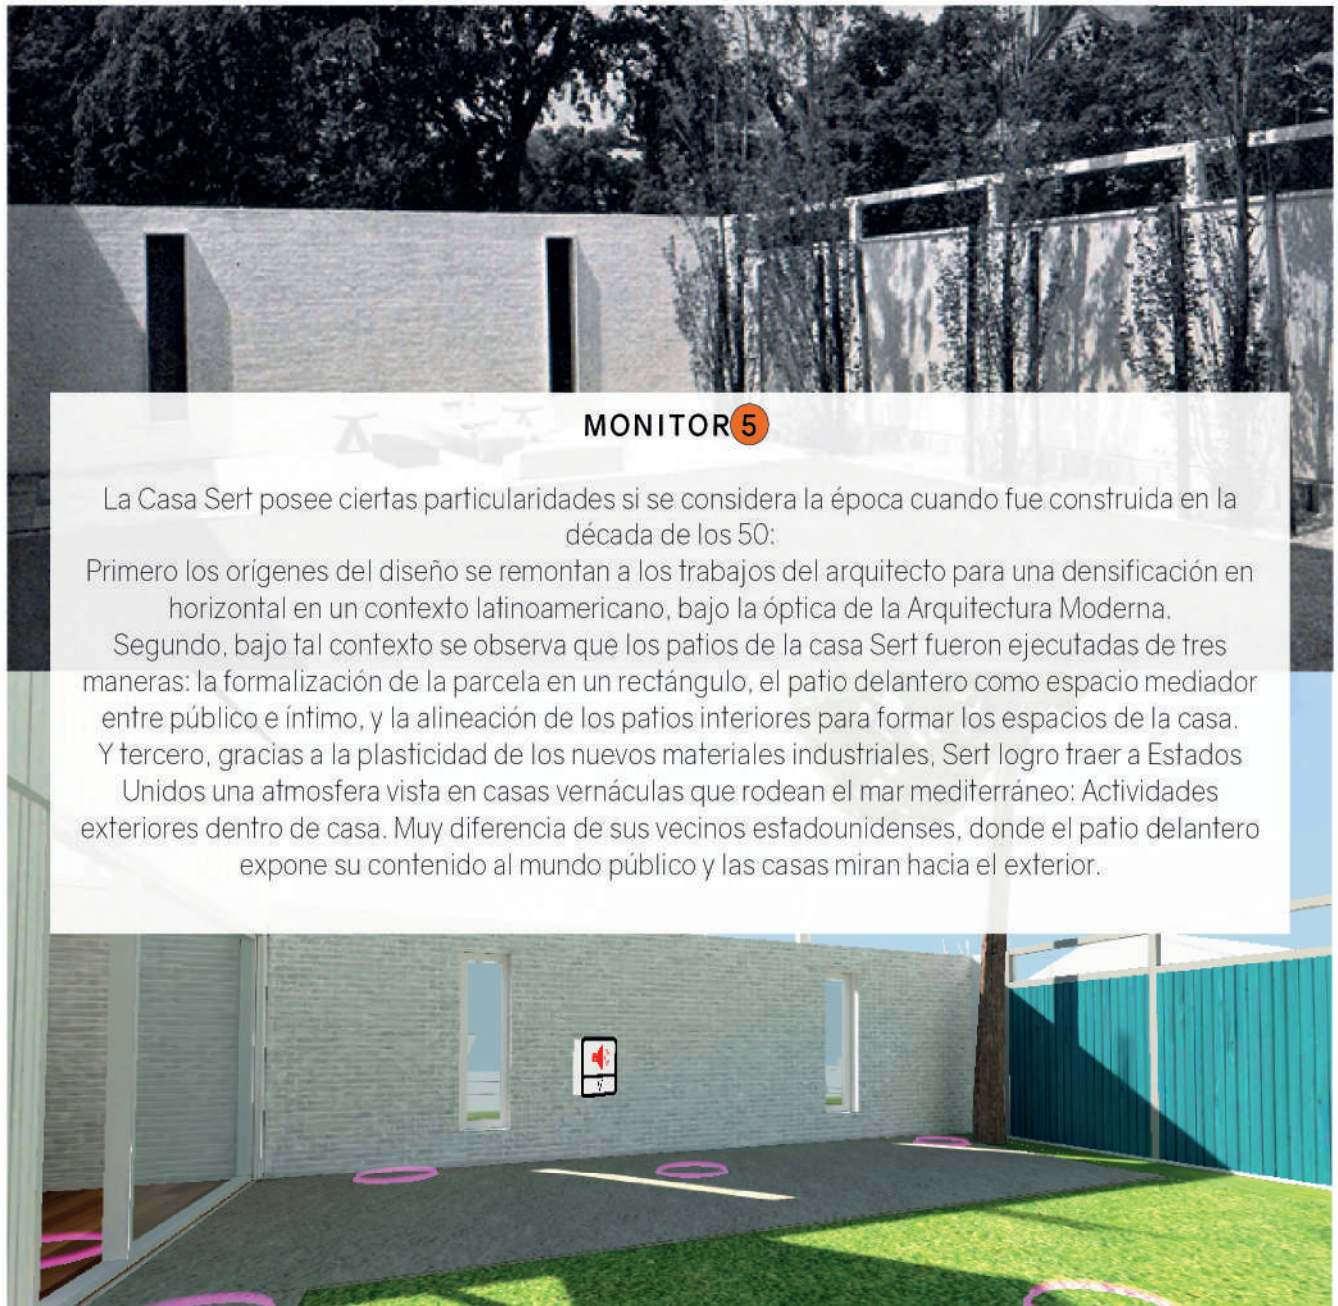 MONITOR 5
La Casa Sert posee ciertas particularidades si se considera la época cuando fue construida en la
década de los 50:
Primero los orígenes del diseño se remontan a los trabajos del arquitecto para una densificación en
horizontal en un contexto latinoamericano, bajo la óptica de la Arquitectura Moderna.
Segundo, bajo tal contexto se observa que los patios de la casa Sert fueron ejecutadas de tres
maneras: la formalización de la parcela en un rectángulo, el patio delantero como espacio mediador
entre público e íntimo, y la alineación de los patios interiores para formar los espacios de la casa.
Y tercero, gracias a la plasticidad de los nuevos materiales industriales, Sert logro traer a Estados
Unidos una atmosfera vista en casas vernáculas que rodean el mar mediterráneo: Actividades
exteriores dentro de casa. Muy diferencia de sus vecinos estadounidenses, donde el patio delantero
expone su contenido al mundo público y las casas miran hacia el exterior.